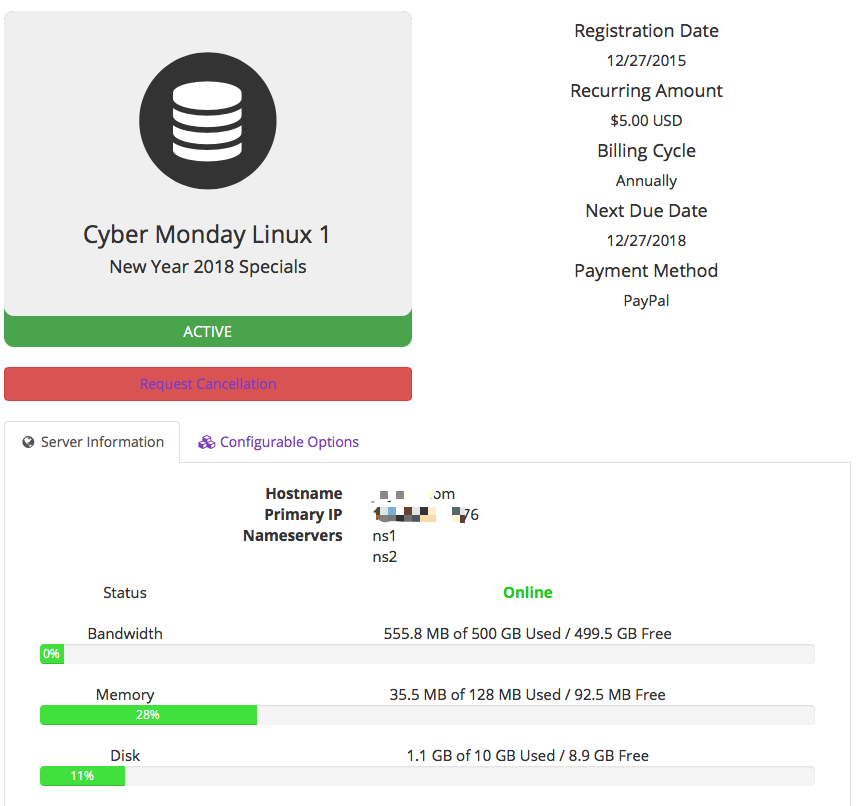 Cyber Monday Linux 1
New Year 2018 Specials
ACTIVE
Request Cancellation
Registration Date
12/27/2015
Recurring Amount
$5.00 USD
Billing Cycle
Annually
Next Due Date
12/27/2018
Payment Method
PayPal
Server Information
Configurable Options
Hostname
Primary IP 76
Nameservers ns1
ns2
Status Online
Bandwidth 555.8 MB of 500 GB Used / 499.5 GB Free
0%
Memory 35.5 MB of 128 MB Used / 92.5 MB Free
28%
Disk 1.1 GB of 10 GB Used / 8.9 GB Free
11%